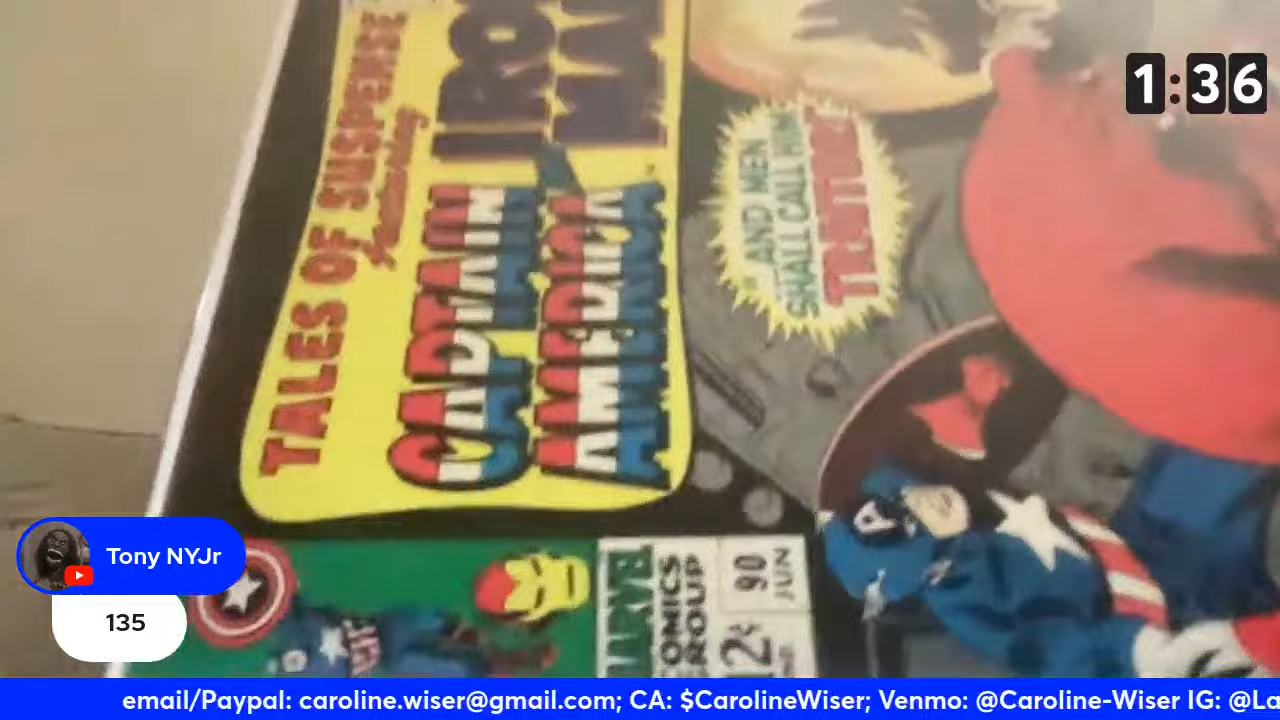 TALES OF SUSPENSE
Featuring
CAPTAIN
AMERICA
IRON
MAN
"...AND MEN
SHALL CALL HIM
TRAITOR!"
MARVEL
COMICS
GROUP
12¢
90
JUN
1:36
Tony NYJr
135
email/Paypal: caroline.wiser@gmail.com; CA: $CarolineWiser; Venmo: @Caroline-Wiser IG: @La